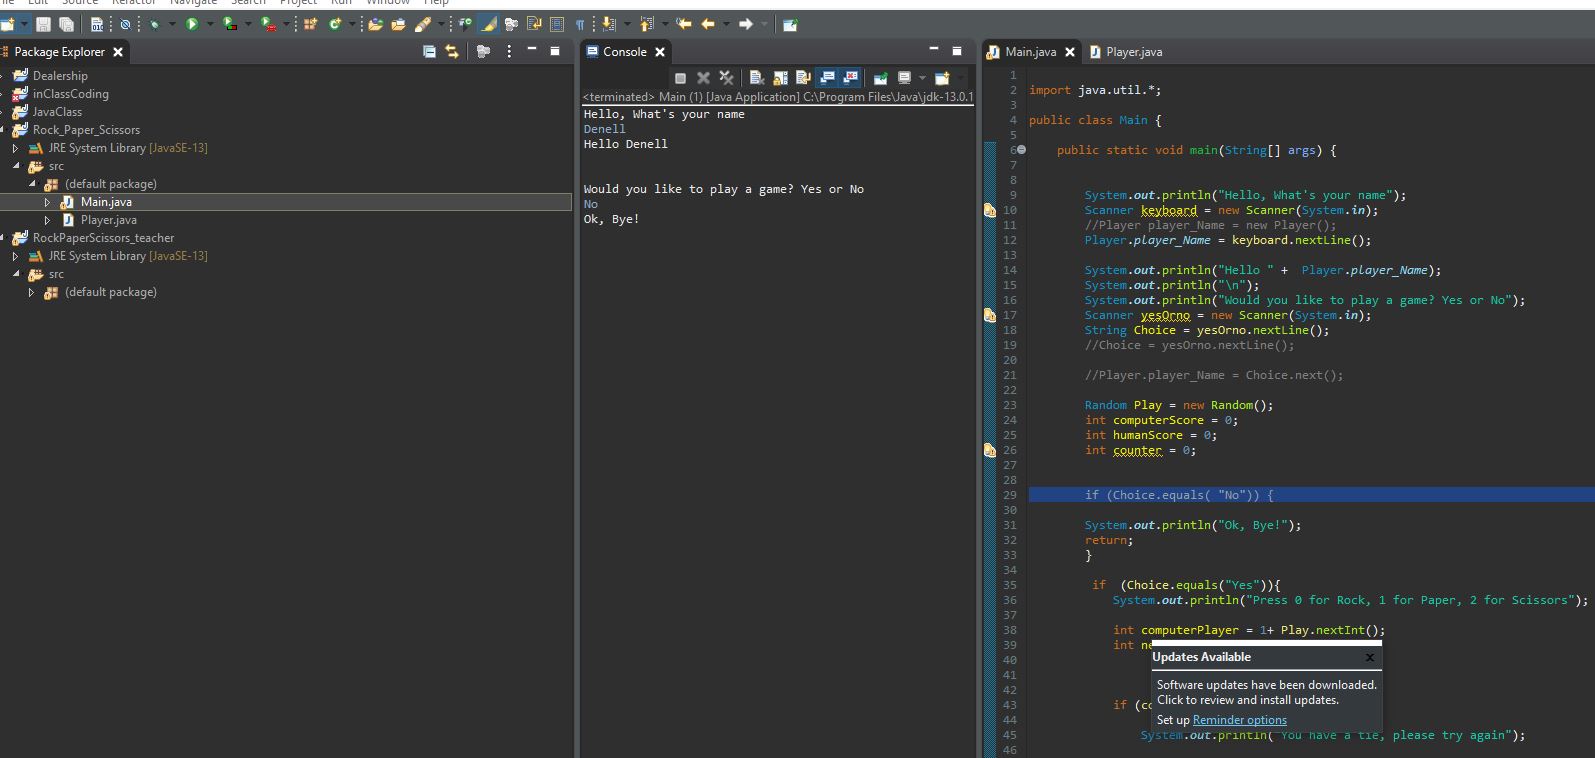 File Edit Source Refactor Navigate Search Project Run Window Help
Package Explorer
Dealership
inClassCoding
JavaClass
Rock_Paper_Scissors
JRE System Library [JavaSE-13]
src
(default package)
Main.java
Player.java
RockPaperScissors_teacher
JRE System Library [JavaSE-13]
src
(default package)
Console
<terminated> Main (1) [Java Application] C:\Program Files\Java\jdk-13.0.1
Hello, What's your name
Denell
Hello Denell
Would you like to play a game? Yes or No
No
Ok, Bye!
Main.java Player.java
1
2 import java.util.*;
3
4 public class Main {
5
6 public static void main(String[] args) {
7
8
9 System.out.println("Hello, What's your name");
10 Scanner keyboard = new Scanner(System.in);
11 //Player player_Name = new Player();
12 Player.player_Name = keyboard.nextLine();
13
14 System.out.println("Hello " + Player.player_Name);
15 System.out.println("\n");
16 System.out.println("Would you like to play a game? Yes or No");
17 Scanner yesOrno = new Scanner(System.in);
18 String Choice = yesOrno.nextLine();
19 //Choice = yesOrno.nextLine();
20
21 //Player.player_Name = Choice.next();
22
23 Random Play = new Random();
24 int computerScore = 0;
25 int humanScore = 0;
26 int counter = 0;
27
28
29 if (Choice.equals( "No")) {
30
31 System.out.println("Ok, Bye!");
32 return;
33 }
34
35 if (Choice.equals("Yes")){
36 System.out.println("Press 0 for Rock, 1 for Paper, 2 for Scissors");
37
38 int computerPlayer = 1+ Play.nextInt();
39 int ne
40
41
42
43 if (co
44
45 System.out.println("You have a tie, please try again");
46
Updates Available
Software updates have been downloaded.
Click to review and install updates.
Set up Reminder options